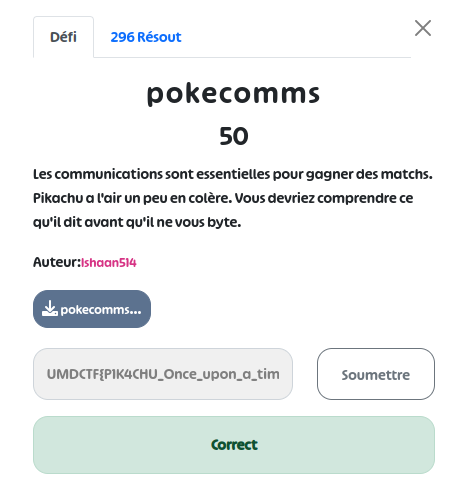 Défi
296 Résout
pokecomms
50
Les communications sont essentielles pour gagner des matchs.
Pikachu a l'air un peu en colère. Vous devriez comprendre ce
qu'il dit avant qu'il ne vous byte.
Auteur:Ishaan514
pokecomms...
UMDCTF{P1K4CHU_Once_upon_a_tim
Soumettre
Correct